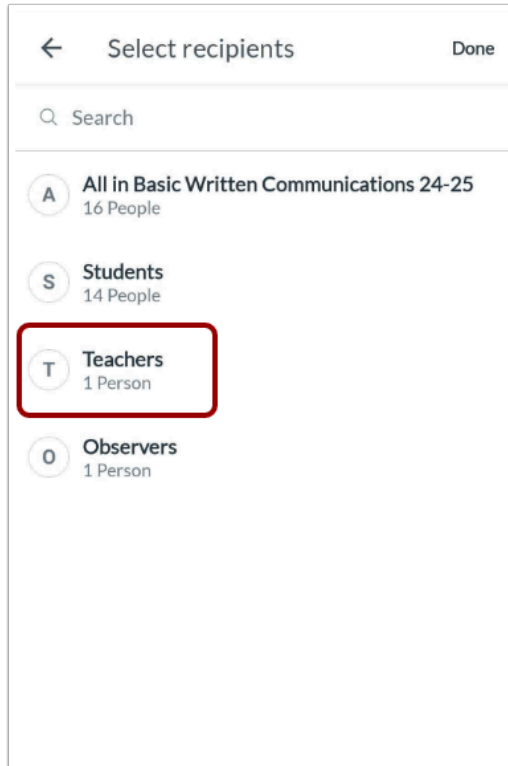 Select recipients Done
Search
A All in Basic Written Communications 24-25
16 People
S Students
14 People
T Teachers
1 Person
O Observers
1 Person